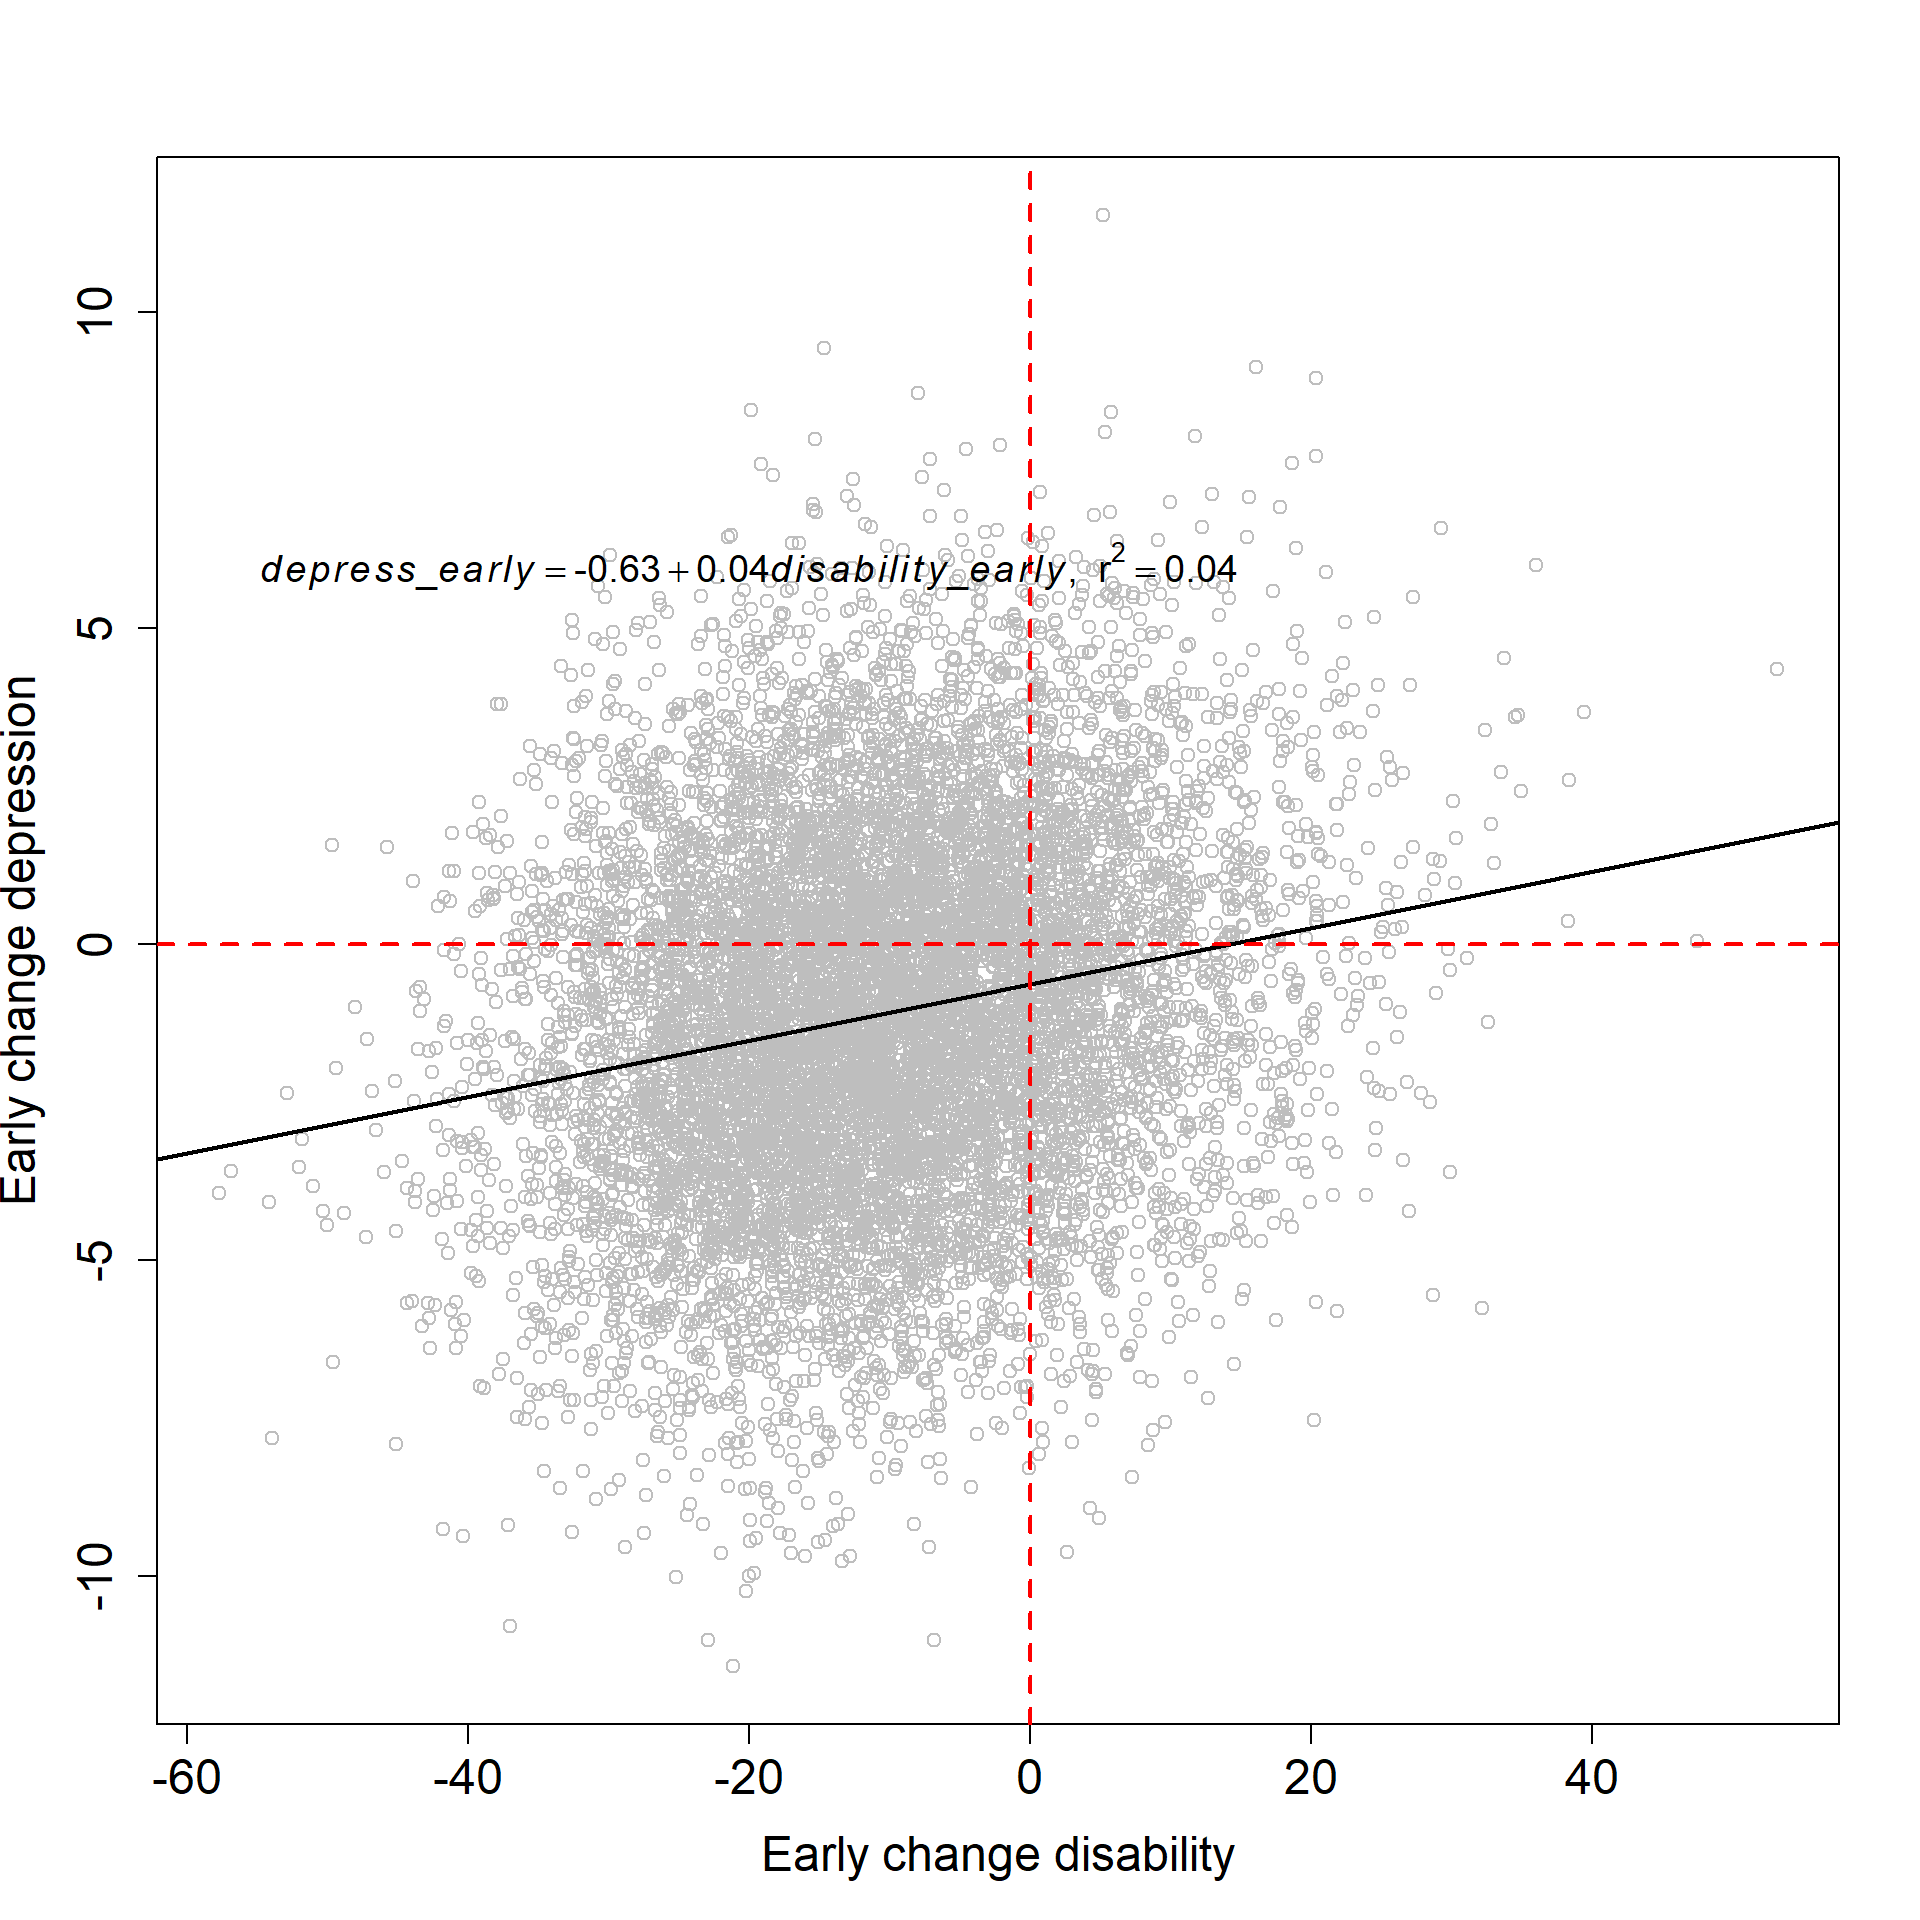 depress_early = -0.63 + 0.04disability_early, r² = 0.04
Early change depression
10
5
0
-5
-10
-60 -40 -20 0 20 40
Early change disability